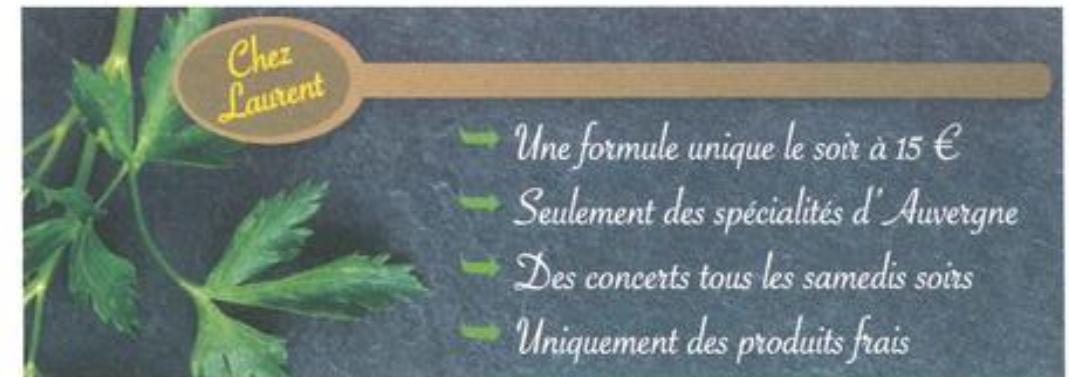 Chez
Laurent
Une formule unique le soir à 15 €
Seulement des spécialités d'Auvergne
Des concerts tous les samedis soirs
Uniquement des produits frais